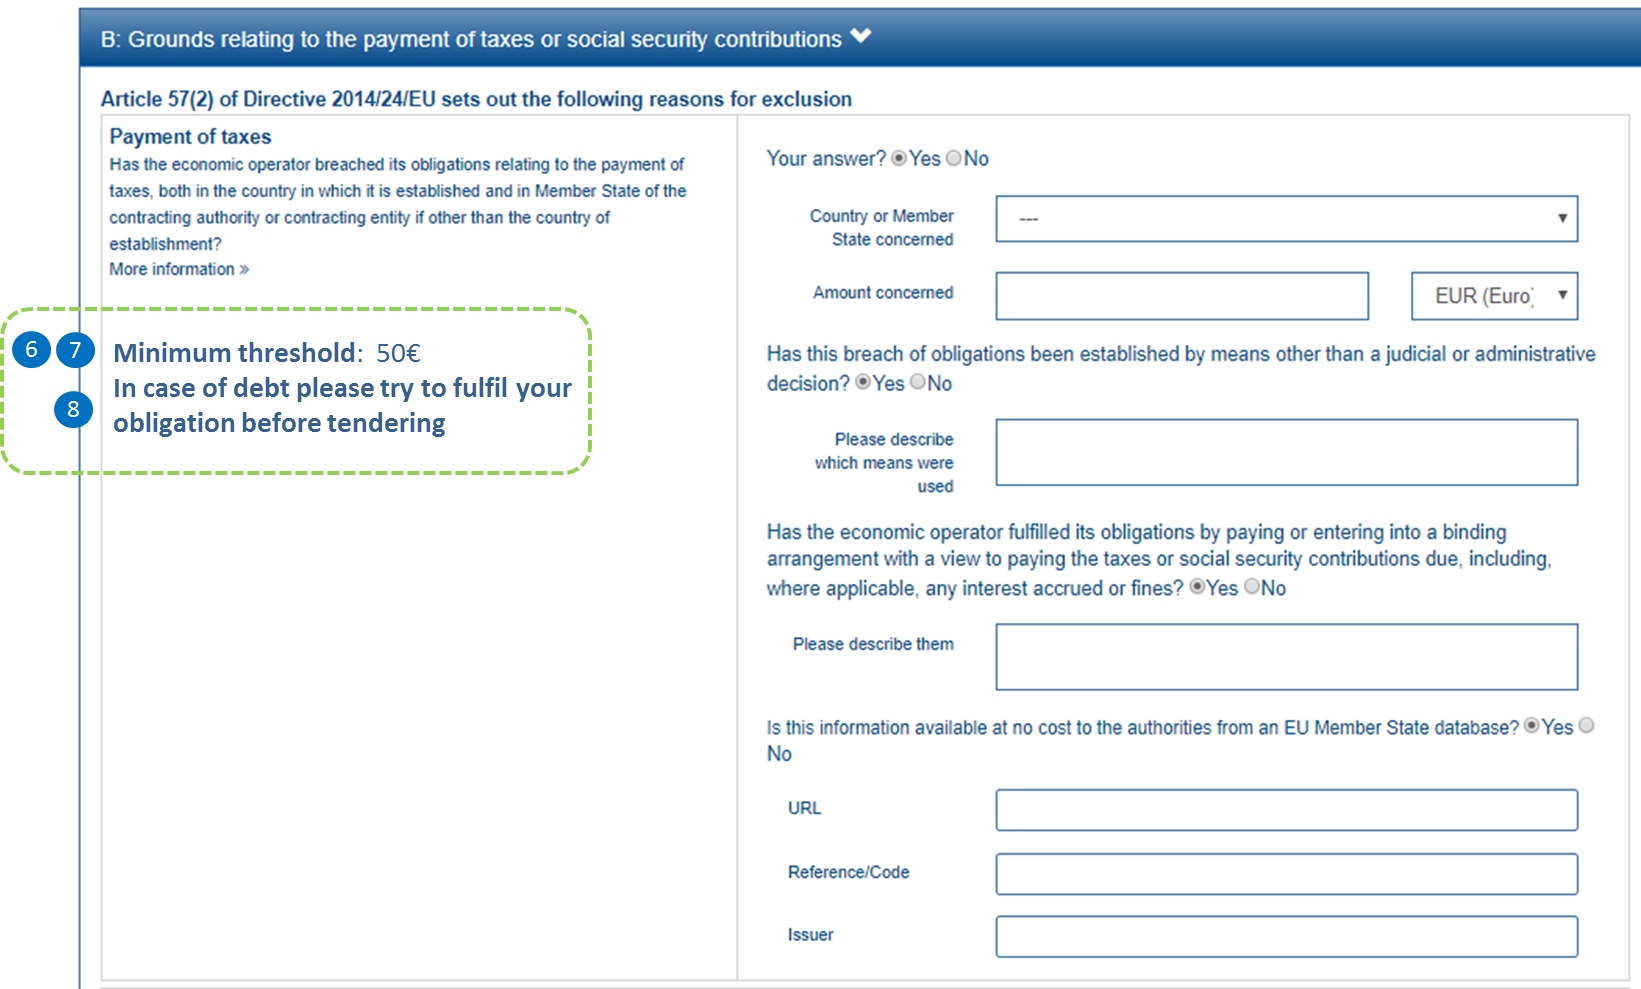 B: Grounds relating to the payment of taxes or social security contributions
Article 57(2) of Directive 2014/24/EU sets out the following reasons for exclusion
Payment of taxes
Has the economic operator breached its obligations relating to the payment of
taxes, both in the country in which it is established and in Member State of the
contracting authority or contracting entity if other than the country of
establishment?
More information »
6 7 Minimum threshold: 50€
In case of debt please try to fulfil your
8 obligation before tendering
Your answer? Yes No
Country or Member
State concerned
---
Amount concerned
EUR (Euro)
Has this breach of obligations been established by means other than a judicial or administrative
decision? Yes No
Please describe
which means were
used
Has the economic operator fulfilled its obligations by paying or entering into a binding
arrangement with a view to paying the taxes or social security contributions due, including,
where applicable, any interest accrued or fines? Yes No
Please describe them
Is this information available at no cost to the authorities from an EU Member State database? Yes
No
URL
Reference/Code
Issuer